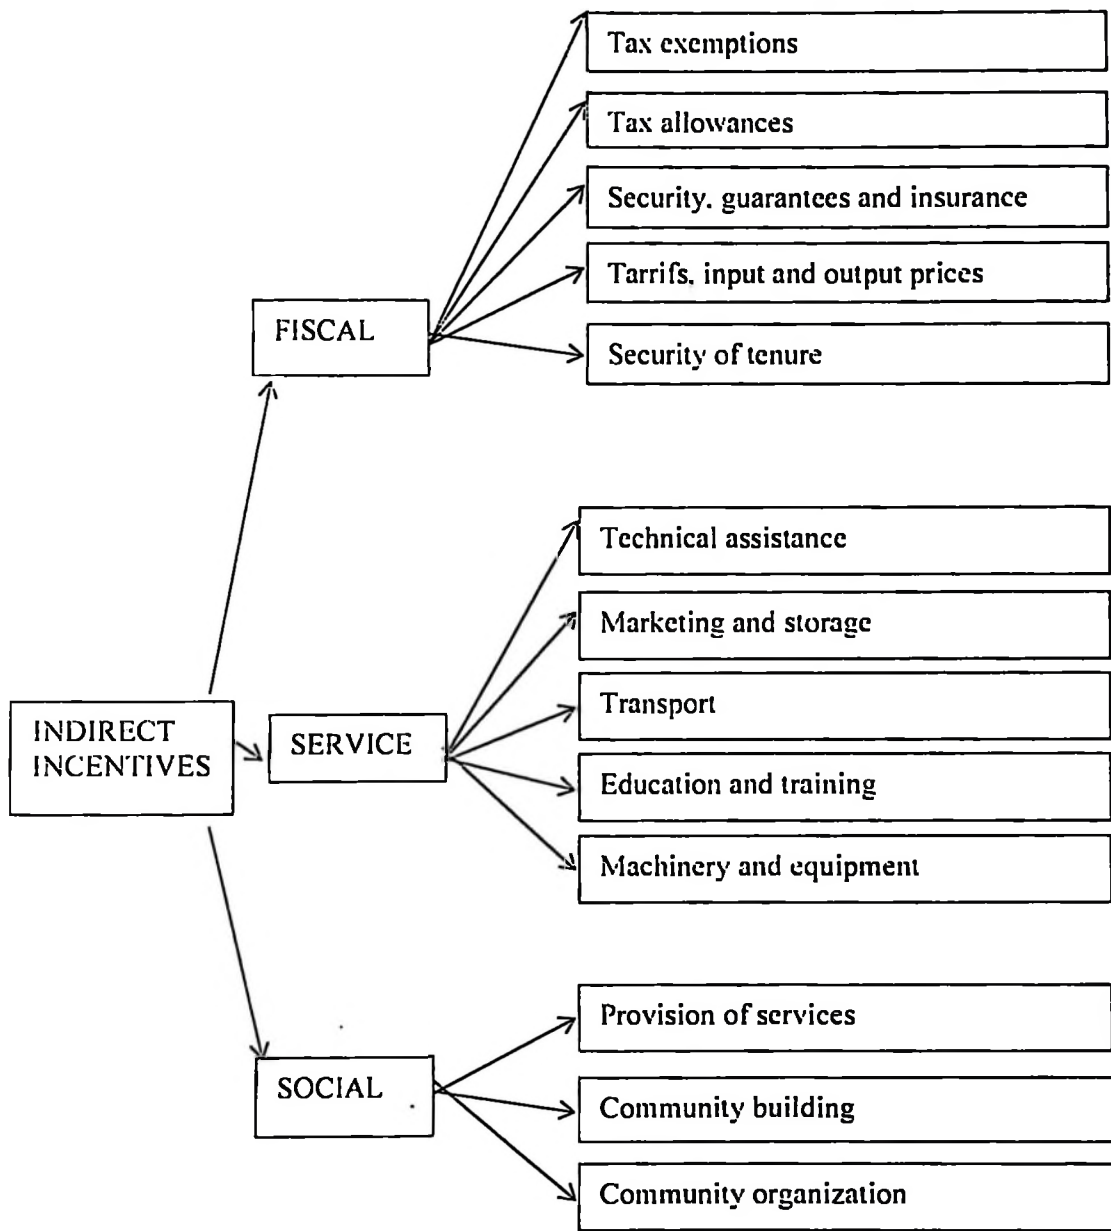 Tax exemptions
Tax allowances
Security, guarantees and insurance
Tarrifs, input and output prices
FISCAL
Security of tenure
Technical assistance
Marketing and storage
Transport
INDIRECT
INCENTIVES
SERVICE
Education and training
Machinery and equipment
Provision of services
SOCIAL
Community building
Community organization